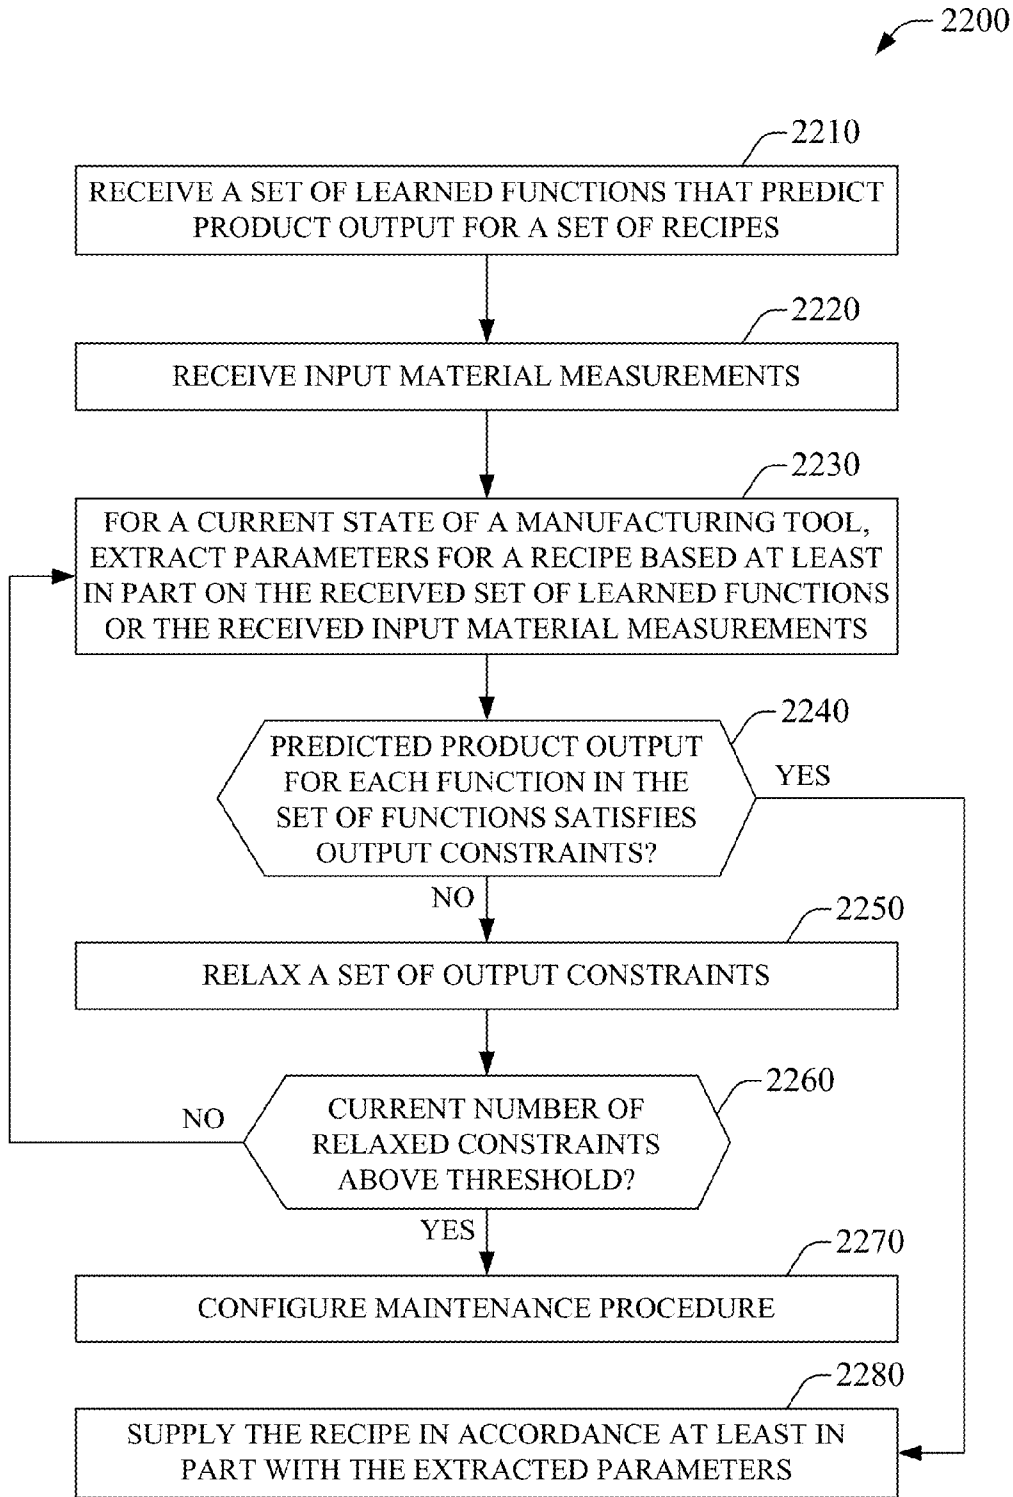 2200
2210
RECEIVE A SET OF LEARNED FUNCTIONS THAT PREDICT
PRODUCT OUTPUT FOR A SET OF RECIPES
2220
RECEIVE INPUT MATERIAL MEASUREMENTS
2230
FOR A CURRENT STATE OF A MANUFACTURING TOOL,
EXTRACT PARAMETERS FOR A RECIPE BASED AT LEAST
IN PART ON THE RECEIVED SET OF LEARNED FUNCTIONS
OR THE RECEIVED INPUT MATERIAL MEASUREMENTS
2240
PREDICTED PRODUCT OUTPUT
FOR EACH FUNCTION IN THE
SET OF FUNCTIONS SATISFIES
OUTPUT CONSTRAINTS?
YES
NO
2250
RELAX A SET OF OUTPUT CONSTRAINTS
2260
CURRENT NUMBER OF
RELAXED CONSTRAINTS
ABOVE THRESHOLD?
NO
YES
2270
CONFIGURE MAINTENANCE PROCEDURE
2280
SUPPLY THE RECIPE IN ACCORDANCE AT LEAST IN
PART WITH THE EXTRACTED PARAMETERS